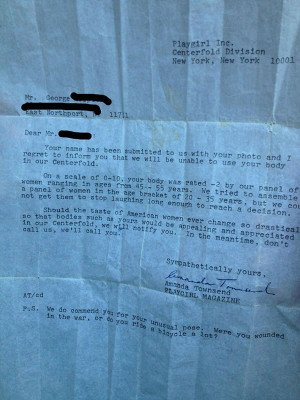 Playgirl Inc.
Centerfold Division
New York, New York 10001
Mr. George
East Northport, 11731
Dear Mr. :
Your name has been submitted to us with your photo and I
regret to inform you that we will be unable to use your body
in our Centerfold.
On a scale of 0-10, your body was rated -2 by our panel of
women ranging in ages from 45 - 55 years. We tried to assemble
a panel of women in the age bracket of 20 - 35 years, but we cou
not get them to stop laughing long enough to reach a decision.
Should the taste of American women ever change so drastical
so that bodies such as yours would be appealing and appreciated
in our Centerfold, we will notify you. In the meantime, don't
call us, we'll call you.
Sympathetically yours,
Amanda Townsend
Amanda Townsend
PLAYGIRL MAGAZINE
AT/cd
P.S. We do commend you for your unusual pose. Were you wounded
in the war, or do you ride a bicycle a lot?